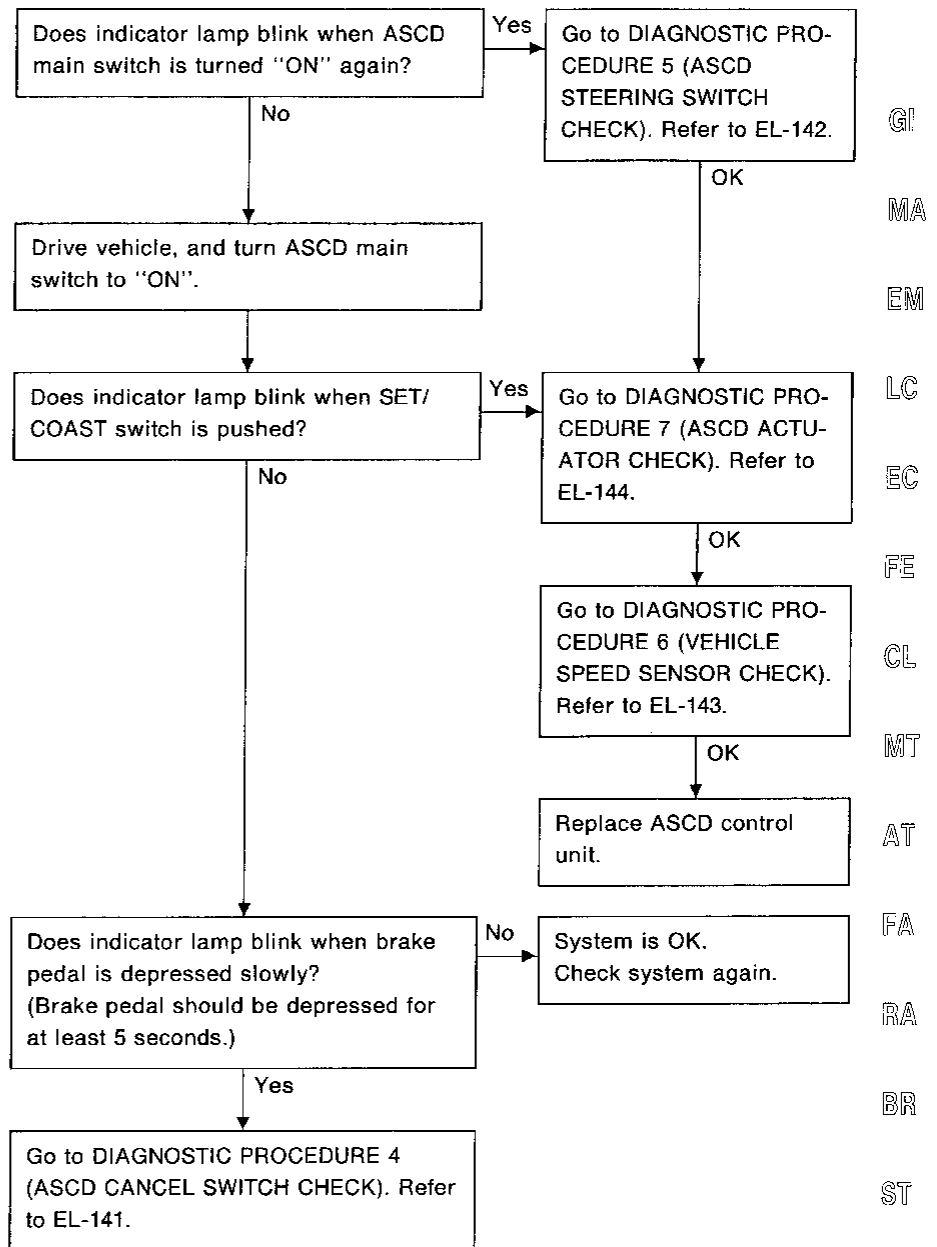 Does indicator lamp blink when ASCD
main switch is turned "ON" again?
Yes
Go to DIAGNOSTIC PRO-
CEDURE 5 (ASCD
STEERING SWITCH
CHECK). Refer to EL-142.
No
OK
Drive vehicle, and turn ASCD main
switch to "ON".
Does indicator lamp blink when SET/
COAST switch is pushed?
Yes
Go to DIAGNOSTIC PRO-
CEDURE 7 (ASCD ACTU-
ATOR CHECK). Refer to
EL-144.
No
OK
Go to DIAGNOSTIC PRO-
CEDURE 6 (VEHICLE
SPEED SENSOR CHECK).
Refer to EL-143.
OK
Replace ASCD control
unit.
Does indicator lamp blink when brake
pedal is depressed slowly?
(Brake pedal should be depressed for
at least 5 seconds.)
No
System is OK.
Check system again.
Yes
Go to DIAGNOSTIC PROCEDURE 4
(ASCD CANCEL SWITCH CHECK). Refer
to EL-141.
GI
MA
EM
LC
EC
FE
CL
MT
AT
FA
RA
BR
ST